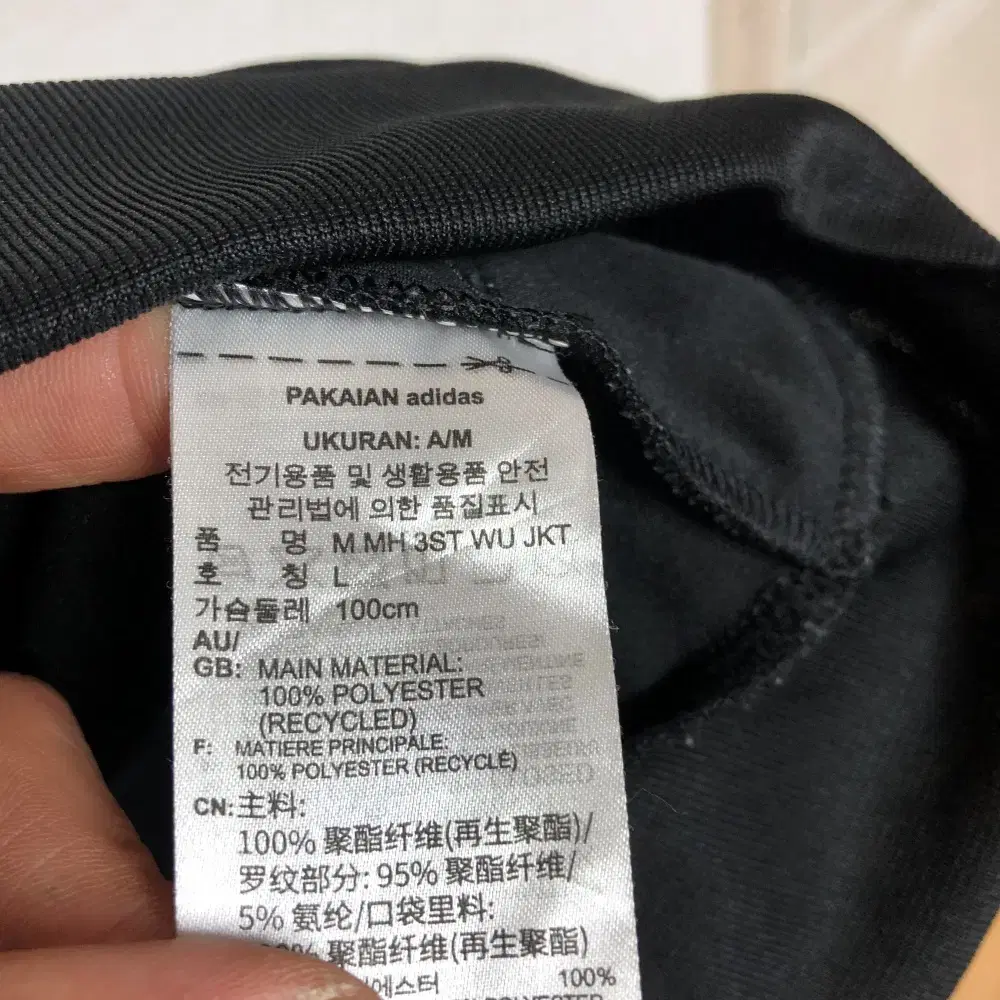 PAKAIAN adidas
UKURAN: A/M
전기용품 및 생활용품 안전
관리법에 의한 품질표시
품 명 M MH 3ST WU JKT
호 칭 L
가슴둘레 100cm
AU/
GB: MAIN MATERIAL:
100% POLYESTER
(RECYCLED)
F: MATIERE PRINCIPALE:
100% POLYESTER (RECYCLE)
CN: 主料:
100% 聚酯纤维(再生聚酯)/
罗纹部分: 95% 聚酯纤维/
5% 氨纶/口袋里料:
聚酯纤维(再生聚酯)
100%